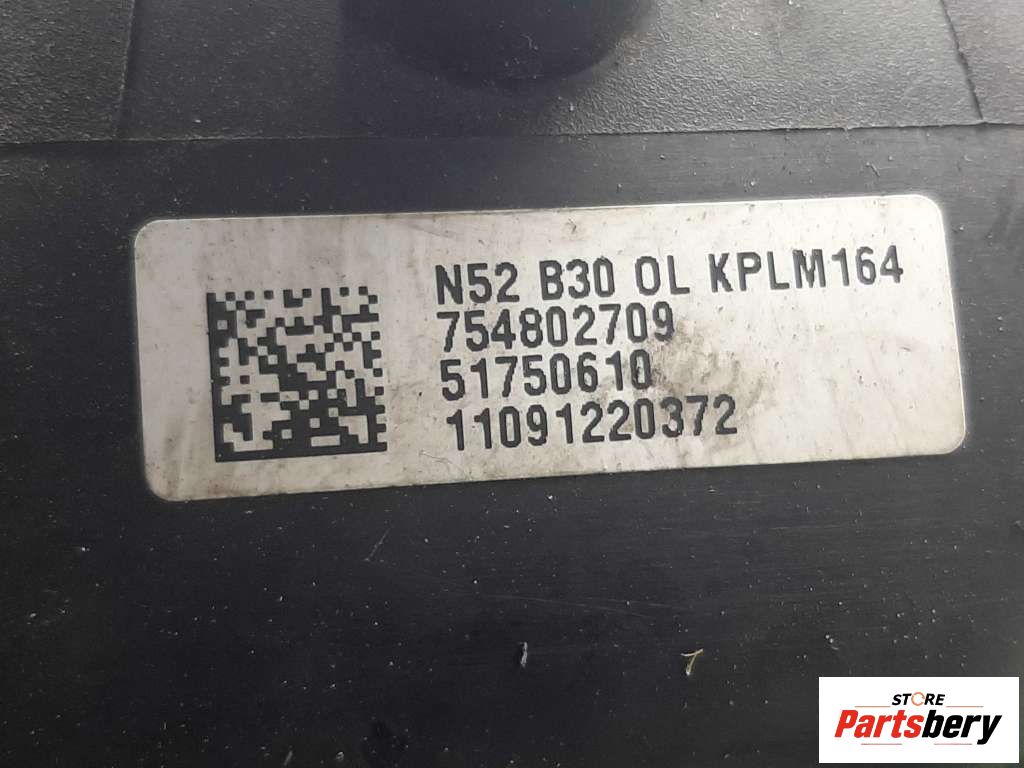 N52 B30 OL KPLM164
754802709
51750610
11091220372
STORE
Partsbery